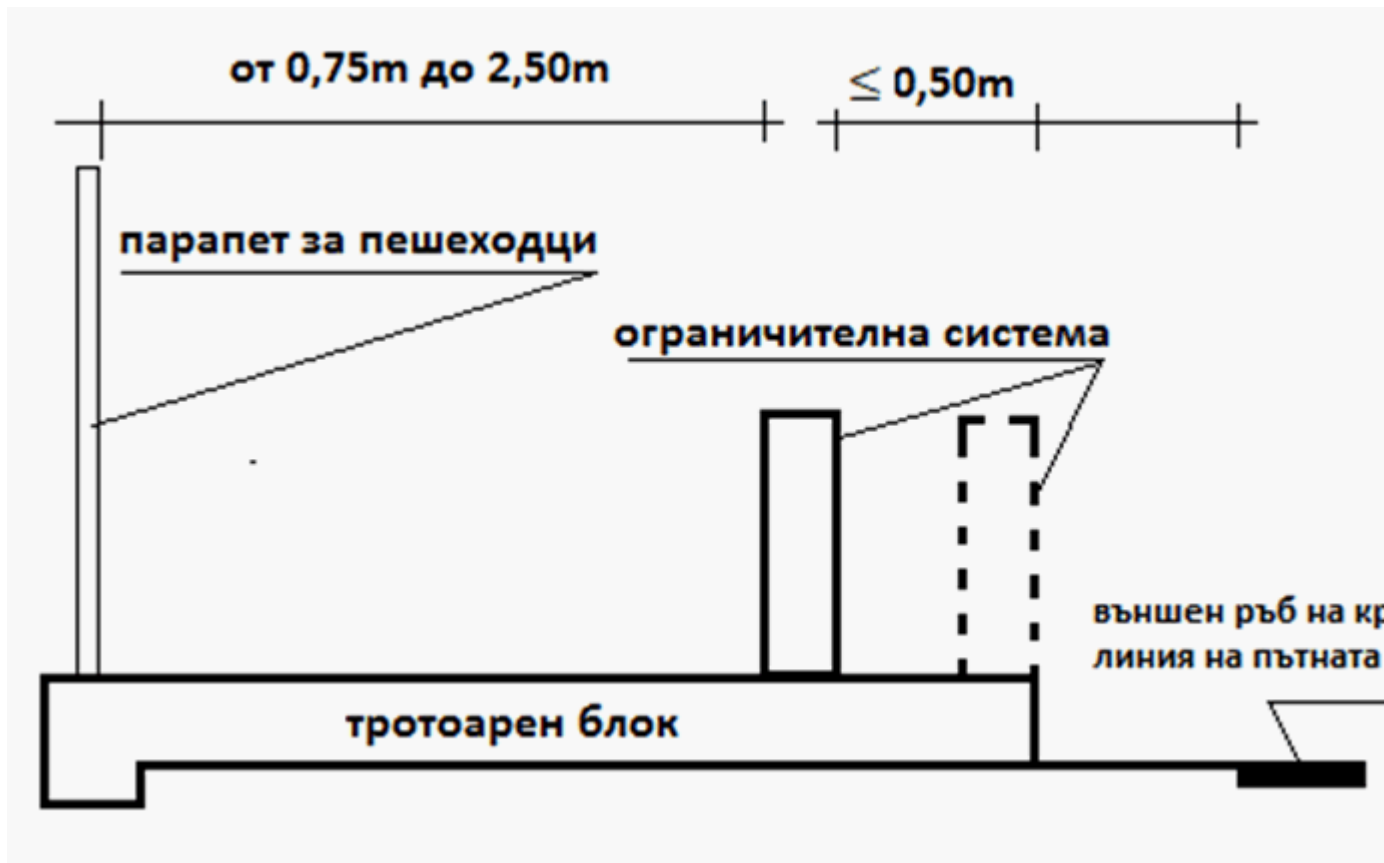 от 0,75m до 2,50m
≤ 0,50m
парапет за пешеходци
ограничителна система
външен ръб на
линия на пътната
тротоарен блок